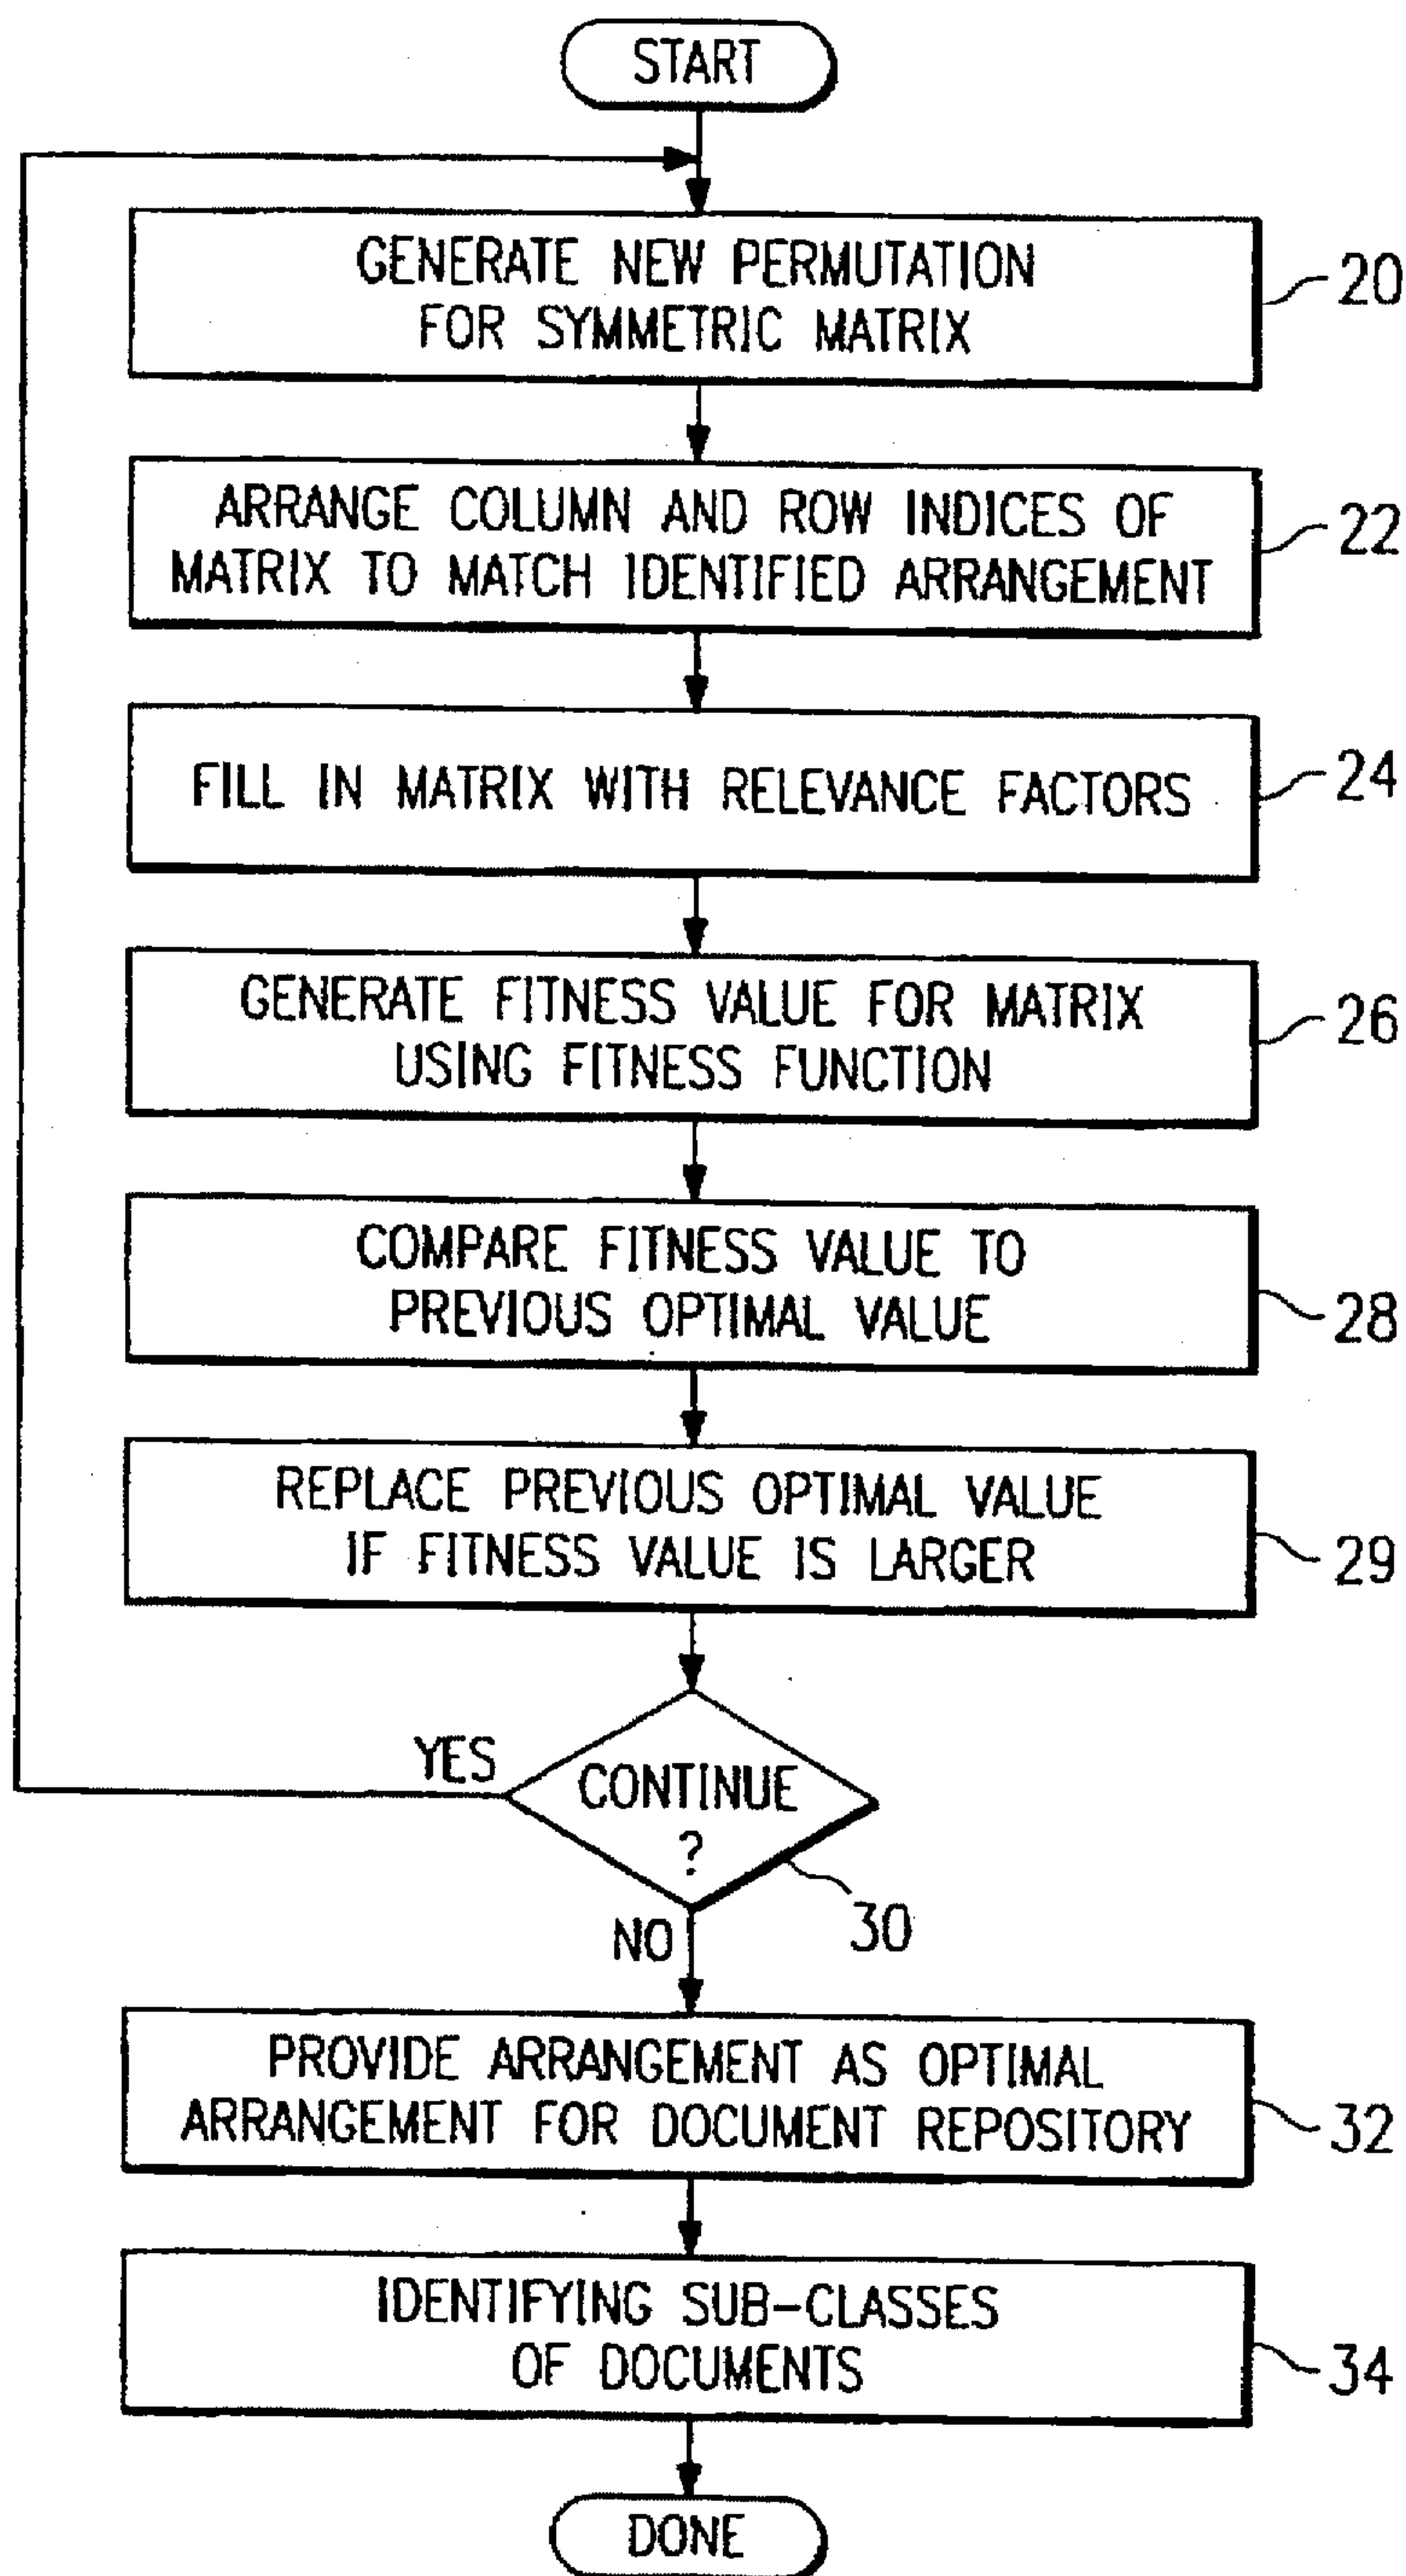 START
GENERATE NEW PERMUTATION
FOR SYMMETRIC MATRIX
20
ARRANGE COLUMN AND ROW INDICES OF
MATRIX TO MATCH IDENTIFIED ARRANGEMENT
22
FILL IN MATRIX WITH RELEVANCE FACTORS
24
GENERATE FITNESS VALUE FOR MATRIX
USING FITNESS FUNCTION
26
COMPARE FITNESS VALUE TO
PREVIOUS OPTIMAL VALUE
28
REPLACE PREVIOUS OPTIMAL VALUE
IF FITNESS VALUE IS LARGER
29
YES
CONTINUE
?
30
NO
PROVIDE ARRANGEMENT AS OPTIMAL
ARRANGEMENT FOR DOCUMENT REPOSITORY
32
IDENTIFYING SUB-CLASSES
OF DOCUMENTS
34
DONE